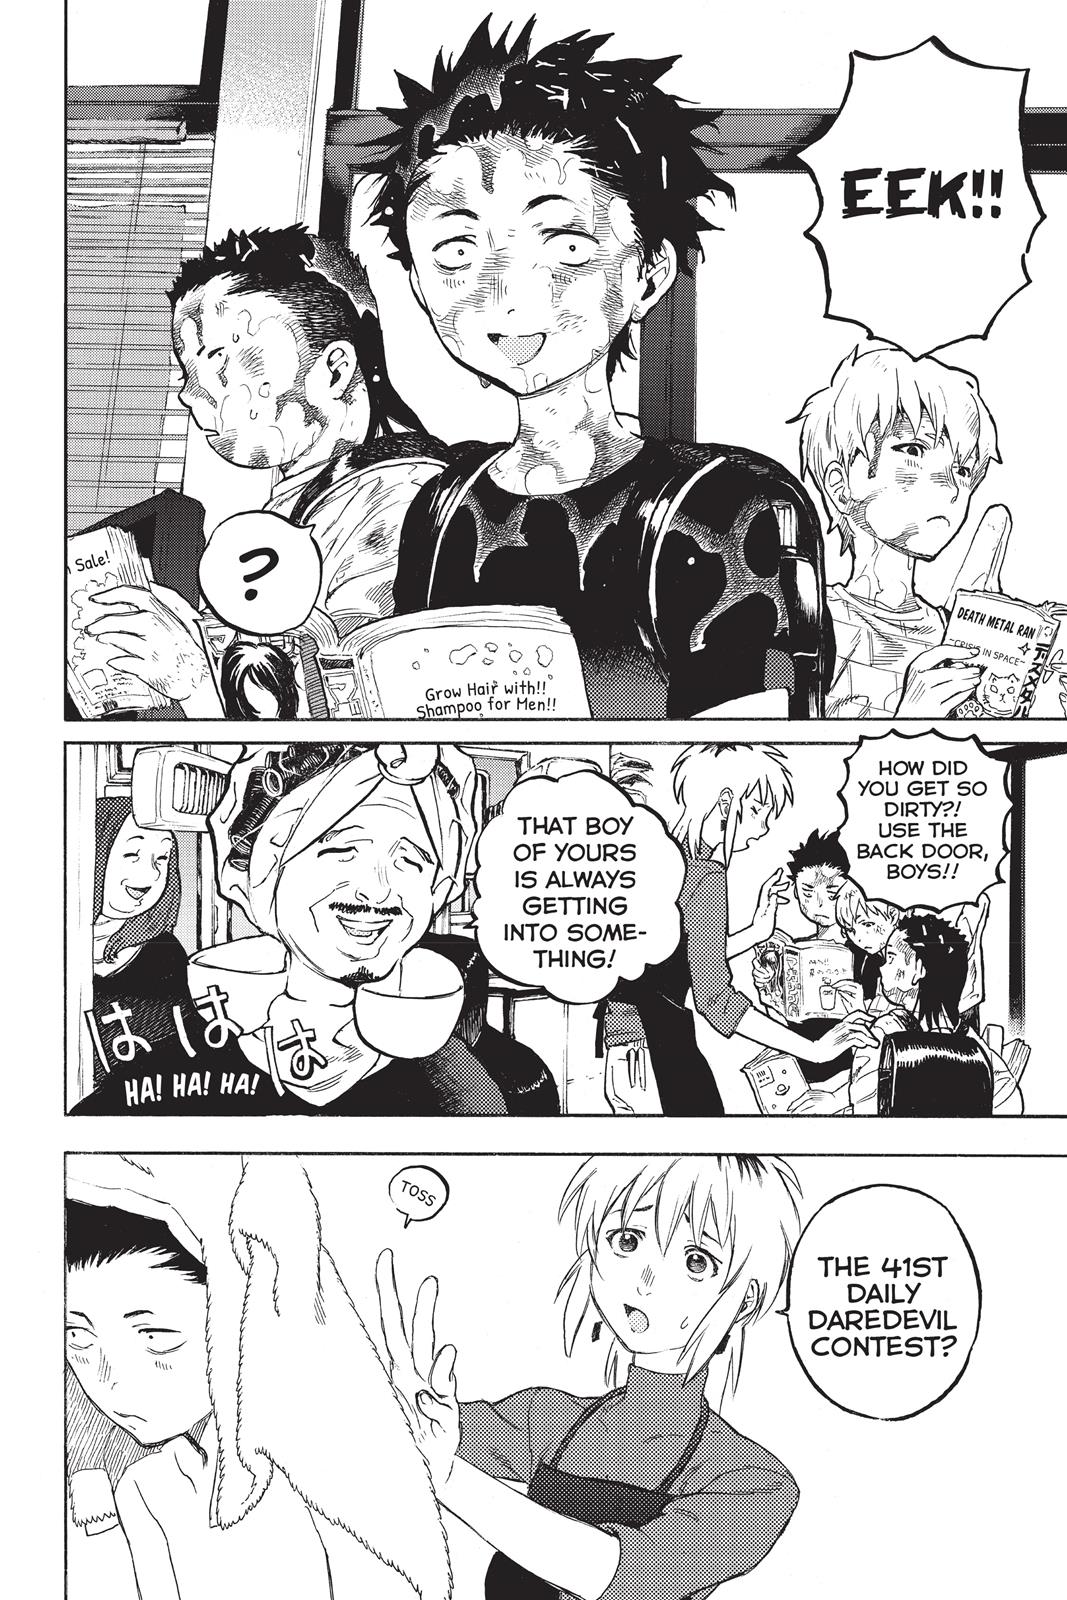 EEK!!
?
Sale!
Grow Hair with!!
Shampoo for Men!!
DEATH METAL RAN
~CRISIS IN SPACE~
HOW DID
YOU GET SO
DIRTY?!
USE THE
BACK DOOR,
BOYS!!
THAT BOY
OF YOURS
IS ALWAYS
GETTING
INTO SOME-
THING!
は は は
HA! HA! HA!
TOSS
THE 41ST
DAILY
DAREDEVIL
CONTEST?